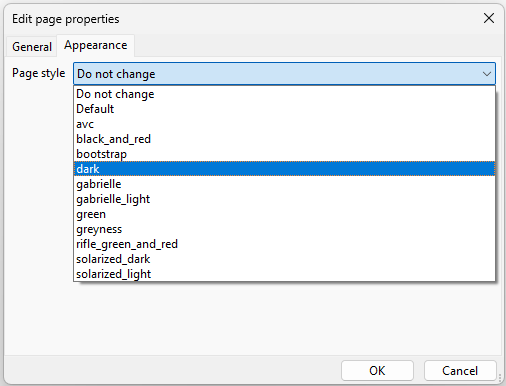 Edit page properties
General Appearance
Page style Do not change
Do not change
Default
avc
black_and_red
bootstrap
dark
gabrielle
gabrielle_light
green
greyness
rifle_green_and_red
solarized_dark
solarized_light
OK Cancel